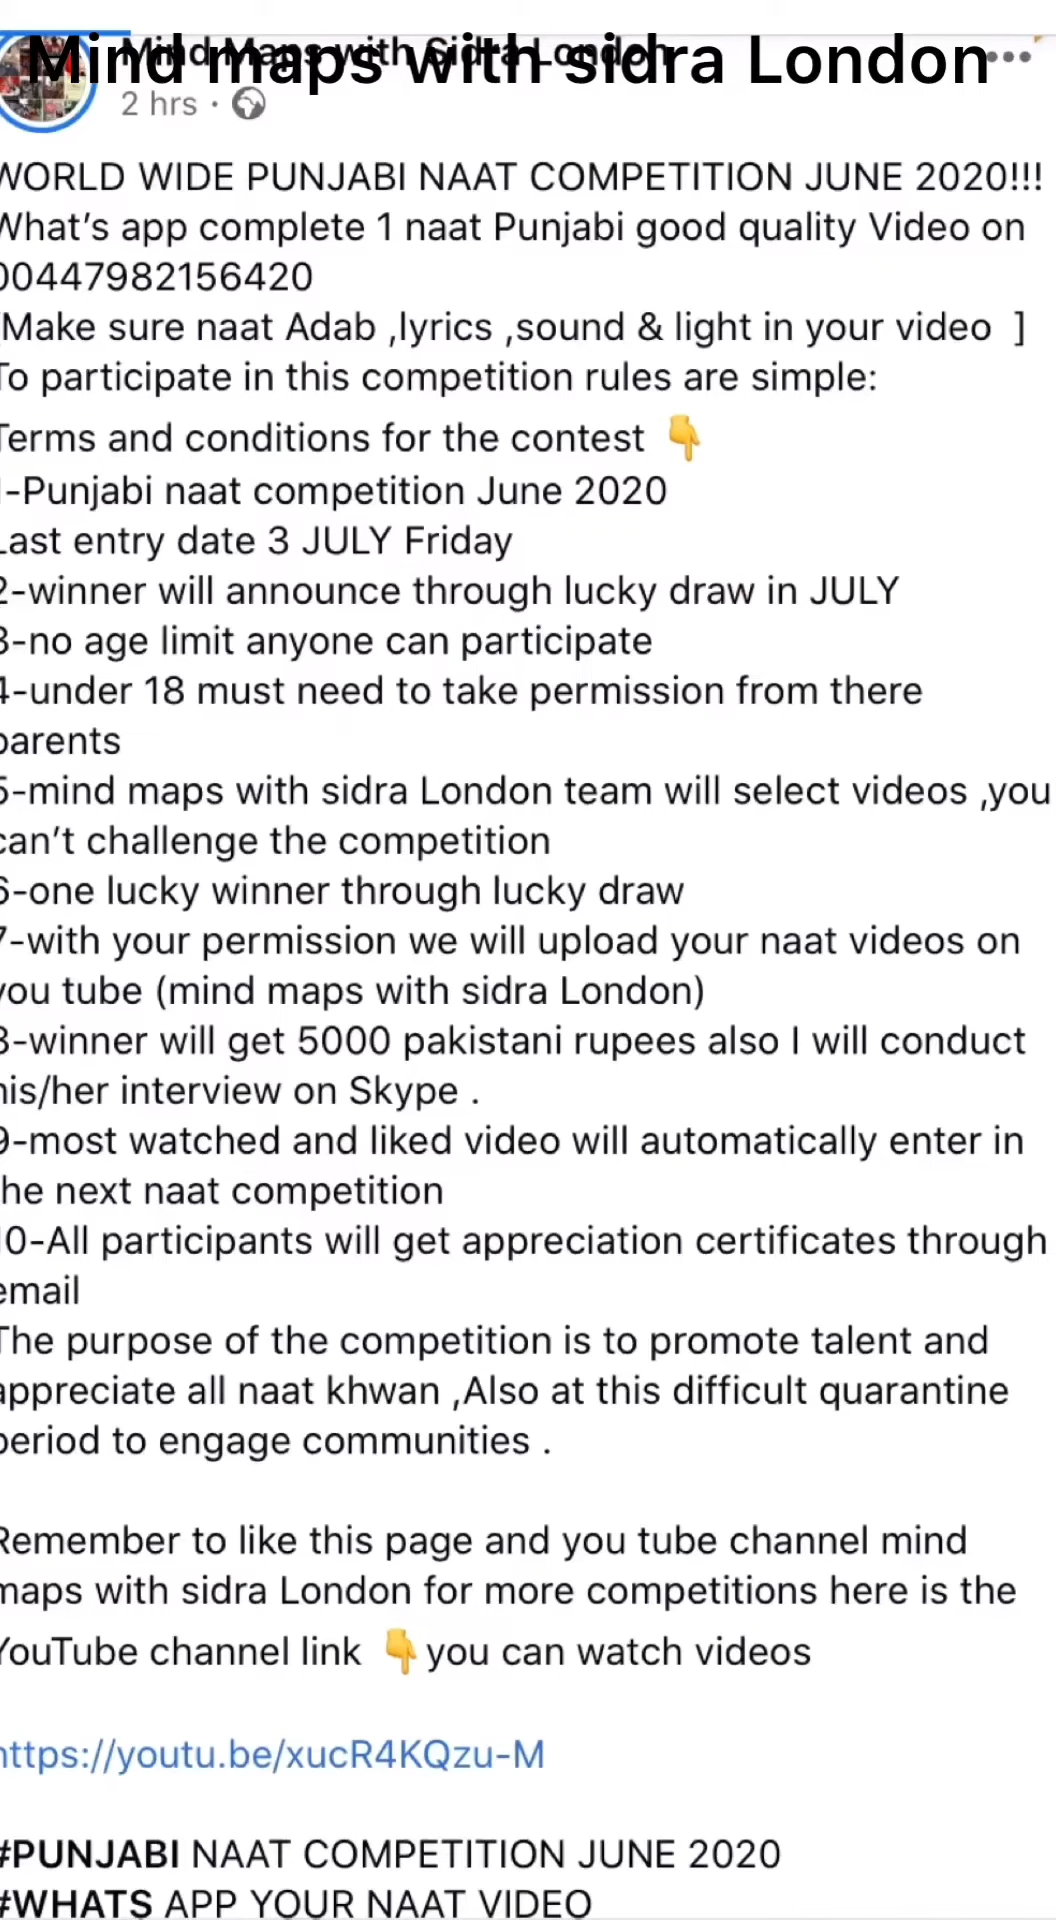 Mind maps with sidra London
Mind Maps with Sidra London
2 hrs ·
WORLD WIDE PUNJABI NAAT COMPETITION JUNE 2020!!!
What's app complete 1 naat Punjabi good quality Video on
00447982156420
[Make sure naat Adab ,lyrics ,sound & light in your video ]
To participate in this competition rules are simple:
Terms and conditions for the contest 👇
1-Punjabi naat competition June 2020
Last entry date 3 JULY Friday
2-winner will announce through lucky draw in JULY
3-no age limit anyone can participate
4-under 18 must need to take permission from there
parents
5-mind maps with sidra London team will select videos ,you
can't challenge the competition
6-one lucky winner through lucky draw
7-with your permission we will upload your naat videos on
you tube (mind maps with sidra London)
8-winner will get 5000 pakistani rupees also I will conduct
his/her interview on Skype .
9-most watched and liked video will automatically enter in
the next naat competition
10-All participants will get appreciation certificates through
email
The purpose of the competition is to promote talent and
appreciate all naat khwan ,Also at this difficult quarantine
period to engage communities .
Remember to like this page and you tube channel mind
maps with sidra London for more competitions here is the
YouTube channel link 👇 you can watch videos
https://youtu.be/xucR4KQzu-M
#PUNJABI NAAT COMPETITION JUNE 2020
#WHATS APP YOUR NAAT VIDEO